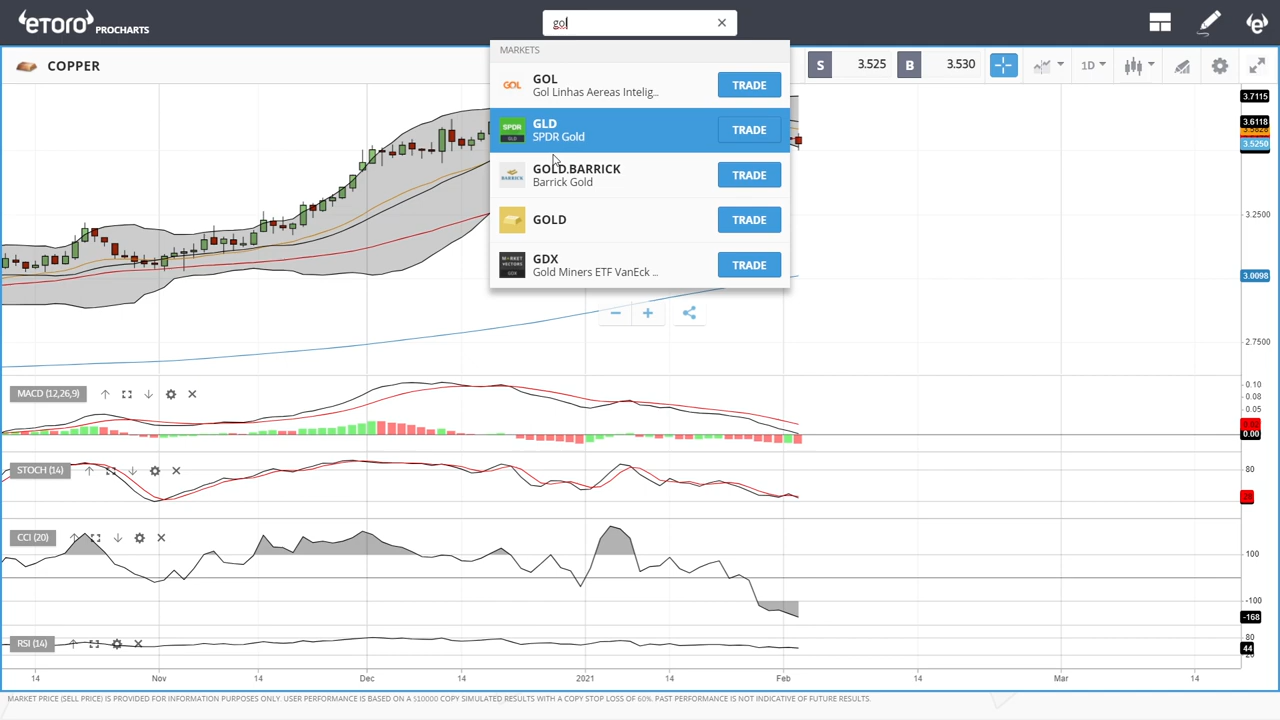 eToro PROCHARTS
gol
COPPER
MARKETS
GOL
Gol Linhas Aereas Intelig..
TRADE
GLD
SPDR Gold
TRADE
GOLD.BARRICK
Barrick Gold
TRADE
GOLD
TRADE
GDX
Gold Miners ETF VanEck ..
TRADE
S 3.525 B 3.530 1D
3.7115
3.6118
3.5250
3.2500
3.0098
2.7500
MACD (12,26,9)
0.10
0.08
0.05
0.02
0.00
STOCH (14)
80
CCI (20)
100
-100
-168
RSI (14)
80
44
14 Nov 14 Dec 14 2021 14 Feb 14 Mar 14
MARKET PRICE (SELL PRICE) IS PROVIDED FOR INFORMATION PURPOSES ONLY. USER PERFORMANCE IS BASED ON A $10000 COPY SIMULATED RESULTS WITH A COPY STOP LOSS OF 60%. PAST PERFORMANCE IS NOT INDICATIVE OF FUTURE RESULTS.